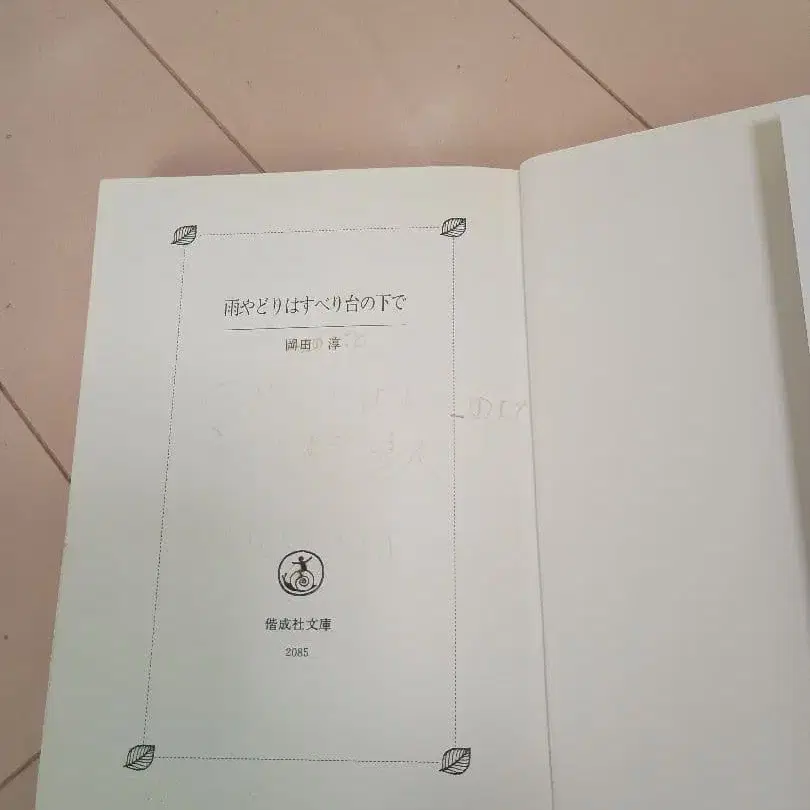 雨やどりはすべり台の下で
岡田 淳
偕成社文庫
2085